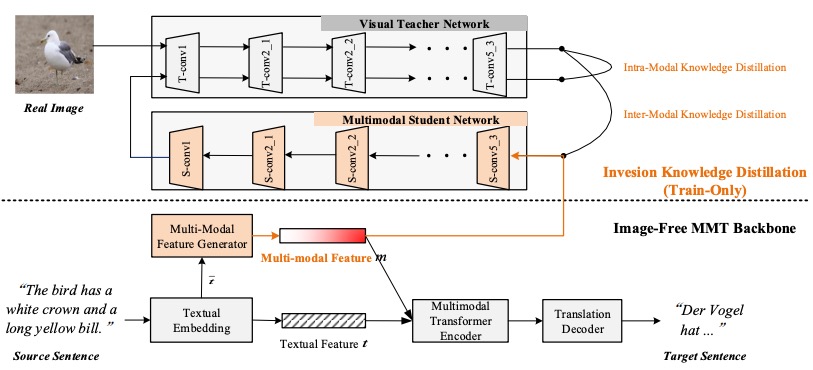 Visual Teacher Network
T-conv1
T-conv2_1
T-conv2_2
T-conv5_3
Real Image
Intra-Modal Knowledge Distillation
Inter-Modal Knowledge Distillation
Multimodal Student Network
S-conv1
S-conv2_1
S-conv2_2
S-conv5_3
Invesion Knowledge Distillation
(Train-Only)
Image-Free MMT Backbone
Multi-Modal
Feature Generator
Multi-modal Feature m
“The bird has a
white crown and a
long yellow bill. ”
Source Sentence
Textual
Embedding
Textual Feature t
Multimodal
Transformer
Encoder
Translation
Decoder
“Der Vogel
hat ... ”
Target Sentence